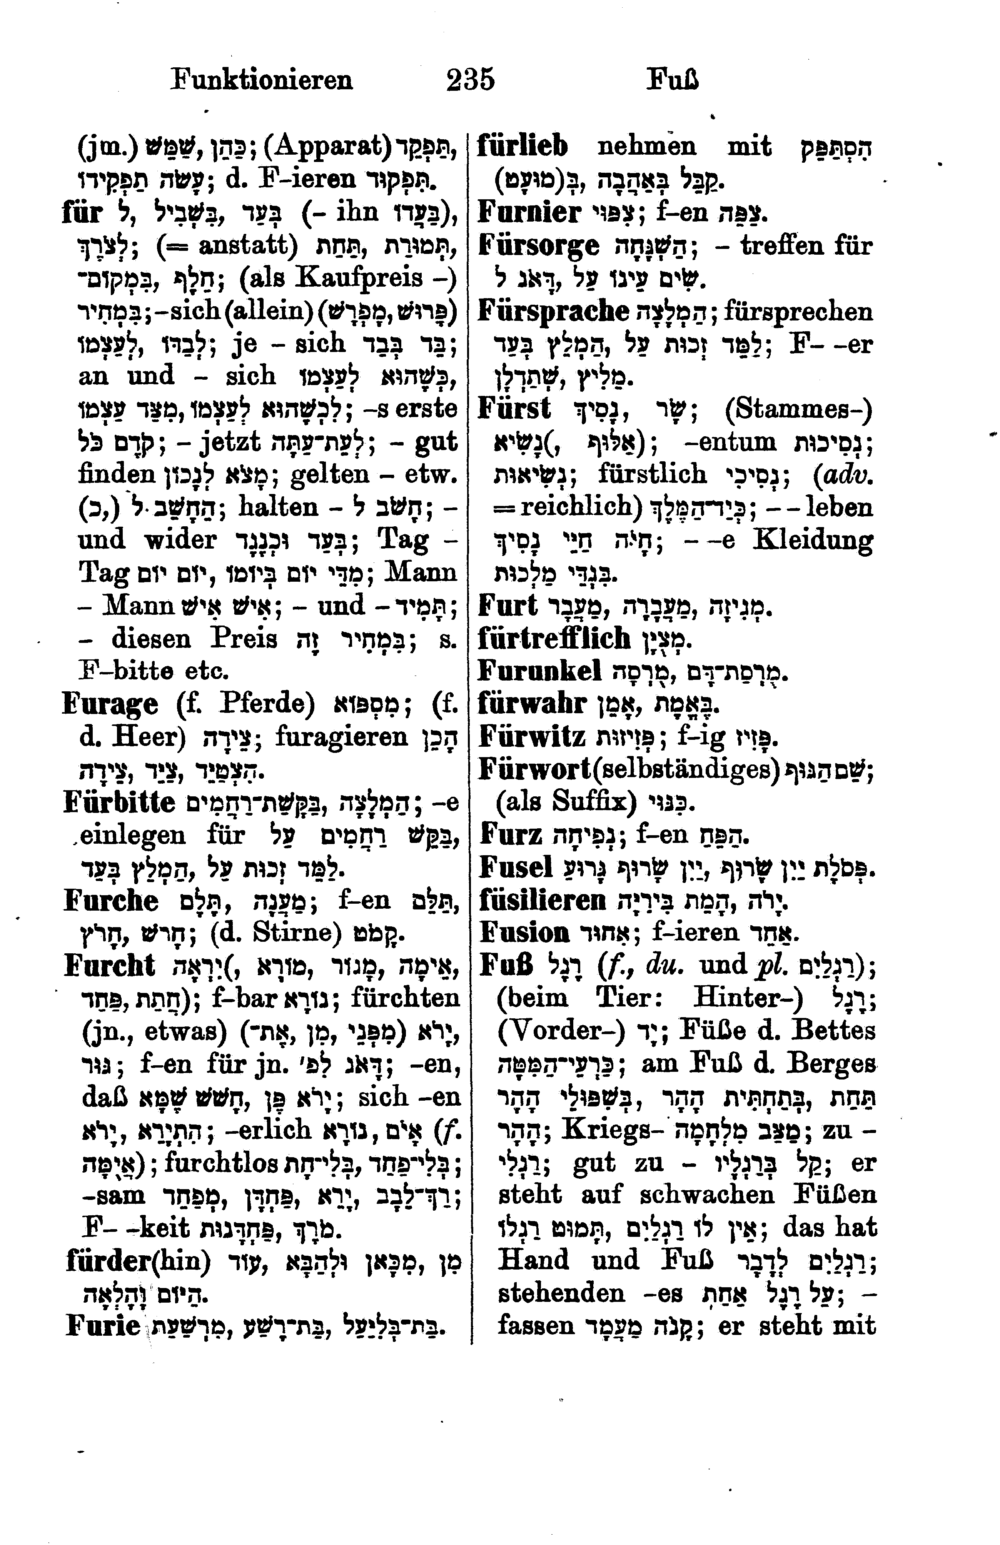 Funktionieren 235 Fuß
(jm.) כַּהֵן, שַׁמֵּשׁ; (Apparat) תַּפְקֵד,
עָשֹׂה תַפְקִידוֹ; d. F-ieren תִּפְקוּד.
für לְ, בִּשְׁבִיל, בְּעַד (- ihn בַּעֲדוֹ),
לְצֹרֶךְ; (= anstatt) תַּחַת, תְּמוּרַת,
חֵלֶף, בִּמְקוֹם־; (als Kaufpreis -)
בִּמְחִיר; -sich (allein) (פֵּרוּשׁ, מְפֹרָשׁ)
לְבַדּוֹ, לְעַצְמוֹ; je - sich בַּד בְּבַד;
an und - sich כְּשֶׁהוּא לְעַצְמוֹ,
לִכְשֶׁהוּא לְעַצְמוֹ, מִצַּד עַצְמוֹ; -s erste
קֹדֶם כֹּל; - jetzt לְעֵת־עַתָּה; - gut
finden מָצֹא לְנָכוֹן; gelten - etw.
(כְּ,) הֵחָשֵׁב לְ; halten - חָשֹׁב לְ; -
und wider בְּעַד וּכְנֶגֶד; Tag -
Tag מִדֵּי יוֹם בְּיוֹמוֹ, יוֹם יוֹם; Mann
- Mann אִישׁ אִישׁ; - und - תָּמִיד;
- diesen Preis בִּמְחִיר זֶה; s.
F-bitte etc.
Furage (f. Pferde) מִסְפּוֹא; (f.
d. Heer) צֵידָה; furagieren הָכֵן
צֵידָה, צַיֵּד, הִצְטַיֵּד.
Fürbitte הַמְלָצָה, בַּקָּשַׁת־רַחֲמִים; -e
einlegen für בַּקֵּשׁ רַחֲמִים עַל,
לַמֵּד זְכוּת עַל, הַמְלֵץ בְּעַד.
Furche תֶּלֶם, מַעֲנָה; f-en תַּלֵּם,
חָרֹשׁ, חָרֹץ; (d. Stirne) קָמֹט.
Furcht יִרְאָה(, מוֹרָא, מָגוֹר, אֵימָה,
חִתַּת, פַּחַד); f-bar נוֹרָא; fürchten
(jn., etwas) יָרֹא (מִפְּנֵי, מִן, אֶת־),
גּוּר; f-en für jn. דָּאֹג לְפ׳; -en,
daß יָרֹא פֶּן, חָשֹׁשׁ שֶׁמָּא; sich -en
יָרֹא, הִתְיָרֵא; -erlich נוֹרָא, אָיֹם (f.
אֲיֻמָּה); furchtlos בְּלִי־פַחַד, בְּלִי־חַת;
-sam רַךְ־לֵבָב, יָרֵא, פַּחְדָן, מְפַחֵד;
F- -keit מֹרֶךְ, פַּחְדָנוּת.
fürder(hin) מִן, מִכָּאן וּלְהַבָּא, עוֹד
הַיּוֹם וָהָלְאָה.
Furie בַּת־בְּלִיַּעַל, בַּת־רֶשַׁע, מִרְשַׁעַת.
fürlieb nehmen mit הִסְתַּפֵּק
(בְּ(מוּעָט, קַבֵּל בְּאַהֲבָה.
Furnier צִפּוּי; f-en צַפֵּה.
Fürsorge הַשְׁגָּחָה; - treffen für
שִׂים עֵינוֹ עַל, דָּאֹג לְ.
Fürsprache הַמְלָצָה; fürsprechen
לַמֵּד זְכוּת עַל, הַמְלֵץ בְּעַד; F- -er
מֵלִיץ, שְׁתַדְלָן.
Fürst נָסִיךְ, שַׂר; (Stammes-)
נָשִׂיא(, אַלּוּף); -entum נְסִיכוּת;
נְשִׂיאוּת; fürstlich נְסִיכִי; (adv.
= reichlich) כְּיַד־הַמֶּלֶךְ; - - leben
חָיֹה חַיֵּי נָסִיךְ; - -e Kleidung
בִּגְדֵי מַלְכוּת.
Furt מַעֲבָר, מַעֲבָרָה, מְגִיזָה.
fürtrefflich מְצֻיָּן.
Furunkel מֻרְסָה, מֻרְסַת־דָּם.
fürwahr אָמֵן, בֶּאֱמֶת.
Fürwitz פְּזִיזוּת; f-ig פָּזִיז.
Fürwort (selbständiges) שֵׁם הַגּוּף;
(als Suffix) כִּנּוּי.
Furz נְפִיחָה; f-en הַפַּח.
Fusel יֵין שָׂרוּף, יֵין שָׂרוּף גָּרוּעַ, פְּסֹלֶת.
füsilieren יָרֹה, הָמֵת בִּירִיָּה.
Fusion אִחוּד; f-ieren אַחֵד.
Fuß רֶגֶל (f., du. und pl. רַגְלַיִם);
(beim Tier: Hinter-) רֶגֶל;
(Vorder-) יָד; Füße d. Bettes
כַּרְעֵי־הַמִּטָּה; am Fuß d. Berges
תַּחַת הָהָר, בְּתַחְתִּית הָהָר, בְּשִׁפּוּלֵי
הָהָר; Kriegs- מַצַּב מִלְחָמָה; zu -
רַגְלִי; gut zu - קַל בְּרַגְלָיו; er
steht auf schwachen Füßen
אֵין לוֹ רַגְלַיִם, תָּמוּט רַגְלוֹ; das hat
Hand und Fuß רַגְלַיִם לְדָבָר;
stehenden -es עַל רֶגֶל אַחַת; -
fassen קָנֹה מַעֲמָד; er steht mit